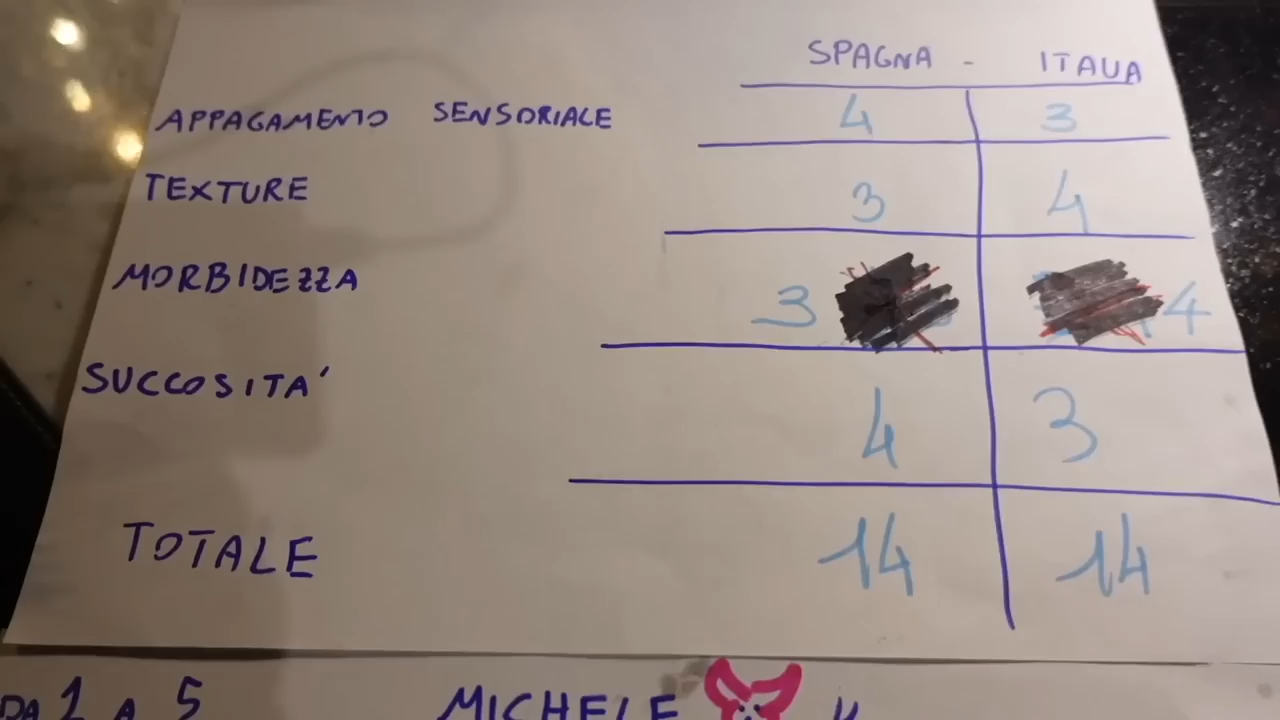 SPAGNA - ITALIA
APPAGAMENTO SENSORIALE 4 3
TEXTURE 3 4
MORBIDEZZA 3 4
SUCCOSITA' 4 3
TOTALE 14 14
DA 1 A 5 MICHELE